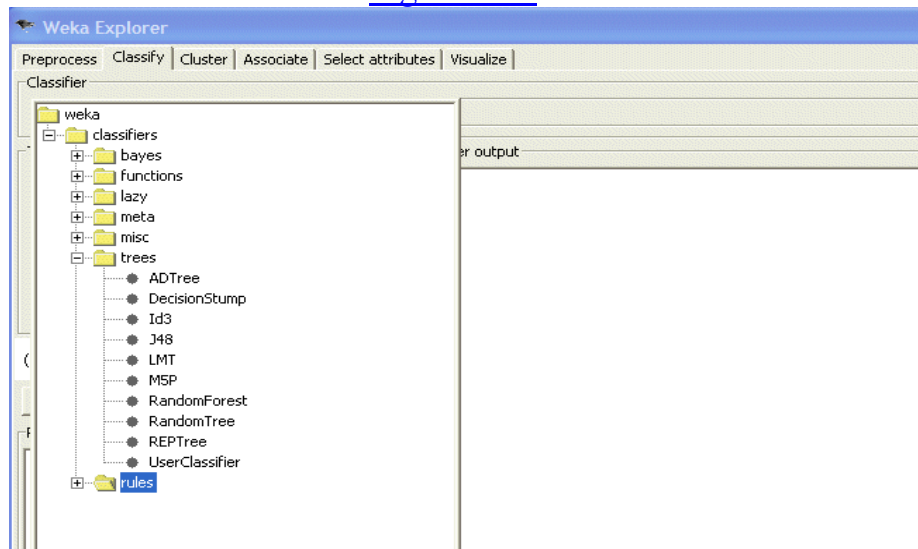 Weka Explorer
Preprocess Classify Cluster Associate Select attributes Visualize
Classifier
weka
classifiers
bayes
er output
functions
lazy
meta
misc
trees
ADTree
DecisionStump
Id3
J48
LMT
M5P
RandomForest
RandomTree
REPTree
UserClassifier
rules